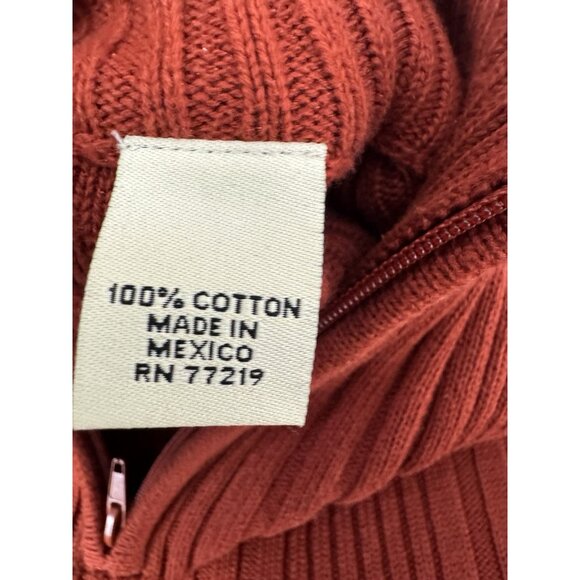 100% COTTON
MADE IN
MEXICO
RN 77219